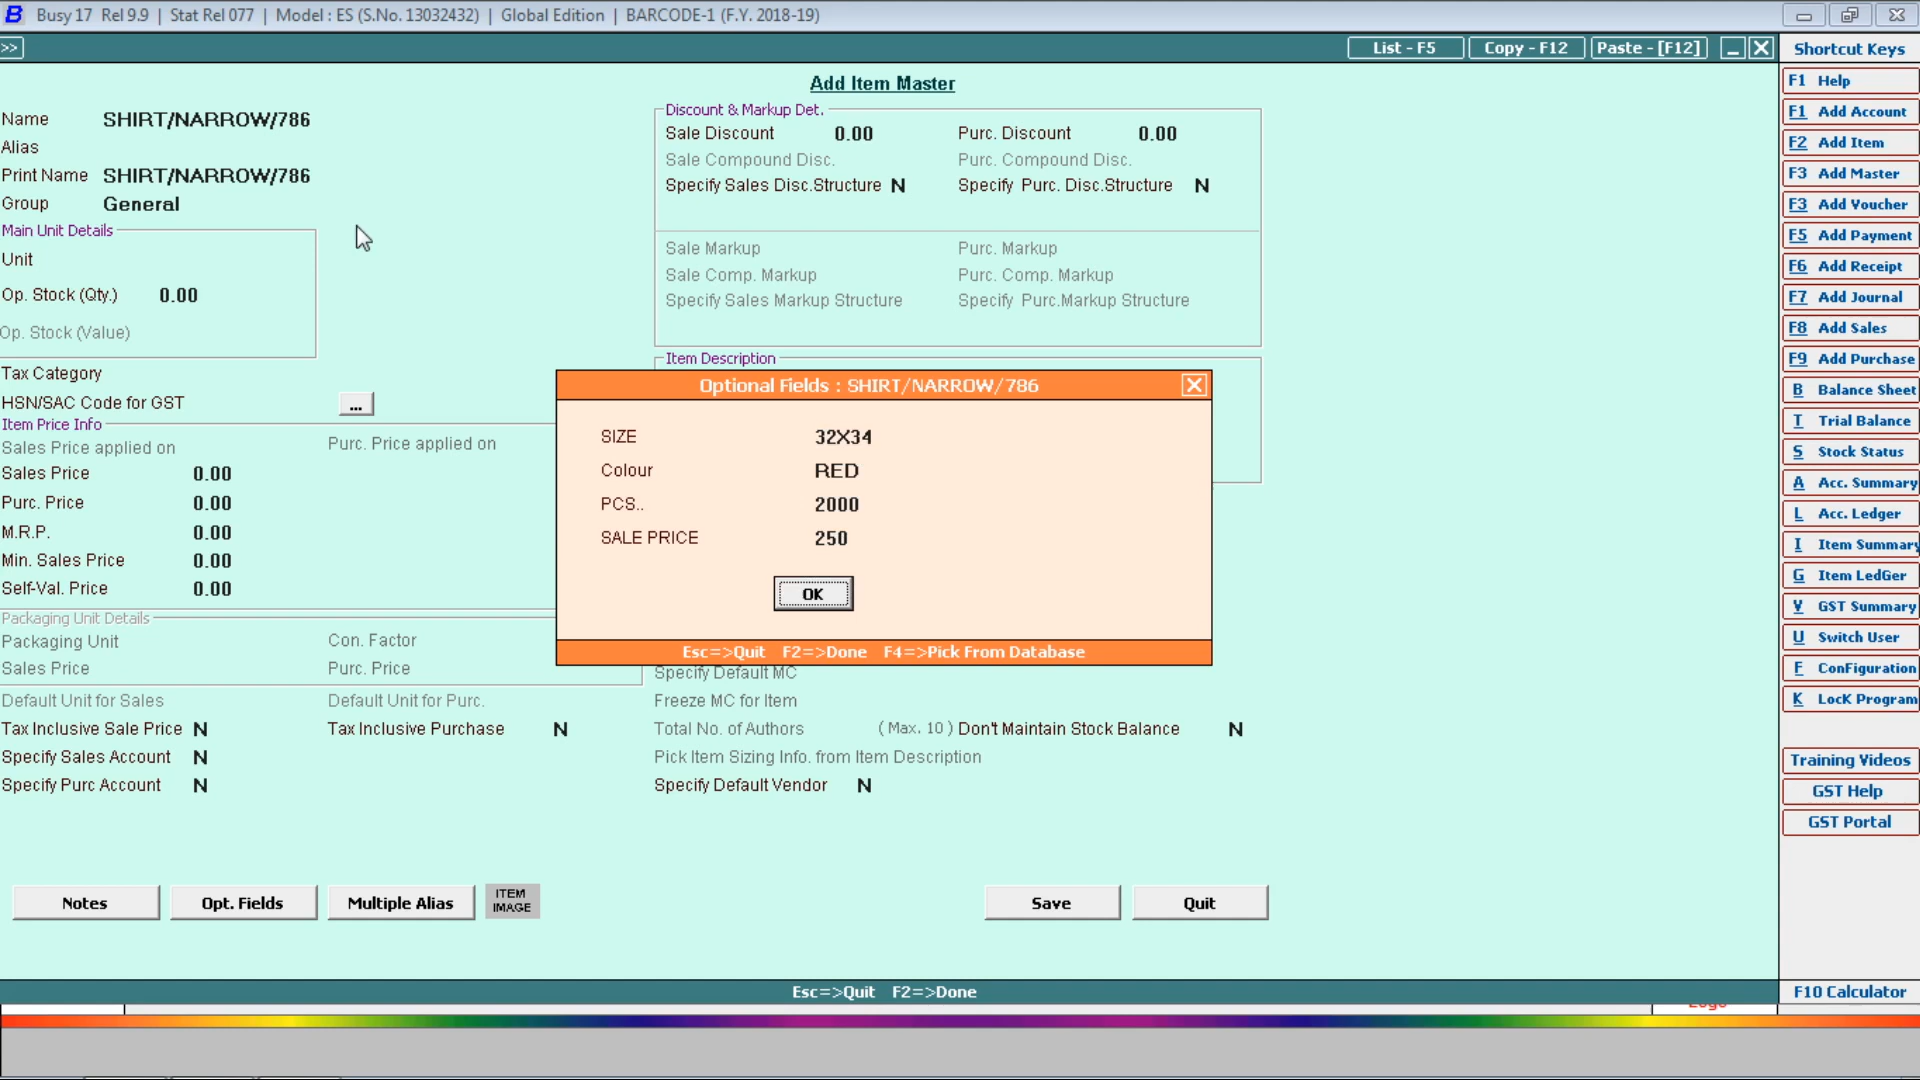 Busy 17 Rel 9.9 | Stat Rel 077 | Model : ES (S.No. 13032432) | Global Edition | BARCODE-1 (F.Y. 2018-19)
>> List - F5 Copy - F12 Paste - [F12]
Add Item Master
Name SHIRT/NARROW/786
Alias
Print Name SHIRT/NARROW/786
Group General
Main Unit Details
Unit
Op. Stock (Qty.) 0.00
Op. Stock (Value)
Tax Category
HSN/SAC Code for GST ...
Item Price Info
Sales Price applied on Purc. Price applied on
Sales Price 0.00
Purc. Price 0.00
M.R.P. 0.00
Min. Sales Price 0.00
Self-Val. Price 0.00
Packaging Unit Details
Packaging Unit Con. Factor
Sales Price Purc. Price
Default Unit for Sales Default Unit for Purc.
Tax Inclusive Sale Price N Tax Inclusive Purchase N
Specify Sales Account N
Specify Purc Account N
Discount & Markup Det.
Sale Discount 0.00 Purc. Discount 0.00
Sale Compound Disc. Purc. Compound Disc.
Specify Sales Disc.Structure N Specify Purc. Disc.Structure N
Sale Markup Purc. Markup
Sale Comp. Markup Purc. Comp. Markup
Specify Sales Markup Structure Specify Purc.Markup Structure
Item Description
Optional Fields : SHIRT/NARROW/786
SIZE 32X34
Colour RED
PCS.. 2000
SALE PRICE 250
OK
Esc=>Quit F2=>Done F4=>Pick From Database
Specify Default MC
Freeze MC for Item
Total No. of Authors (Max. 10) Don't Maintain Stock Balance N
Pick Item Sizing Info. from Item Description
Specify Default Vendor N
Notes Opt. Fields Multiple Alias ITEM IMAGE Save Quit
Esc=>Quit F2=>Done
Shortcut Keys
F1 Help
F1 Add Account
F2 Add Item
F3 Add Master
F3 Add Voucher
F5 Add Payment
F6 Add Receipt
F7 Add Journal
F8 Add Sales
F9 Add Purchase
B Balance Sheet
T Trial Balance
S Stock Status
A Acc. Summary
L Acc. Ledger
I Item Summary
G Item LedGer
V GST Summary
U Switch User
F ConFiguration
K LocK Program
Training Videos
GST Help
GST Portal
F10 Calculator